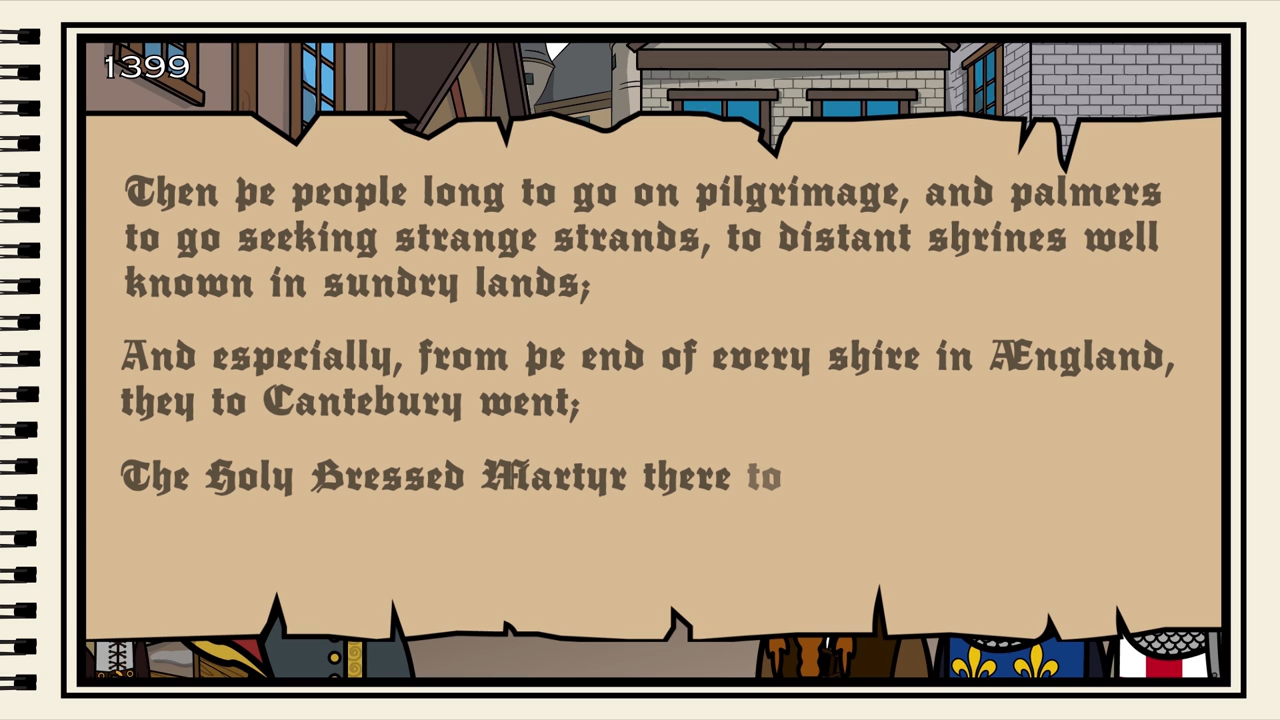 1399
Then þe people long to go on pilgrimage, and palmers
to go seeking strange strands, to distant shrines well
known in sundry lands;
And especially, from þe end of every shire in Ængland,
they to Cantebury went;
The Holy Bressed Martyr there to